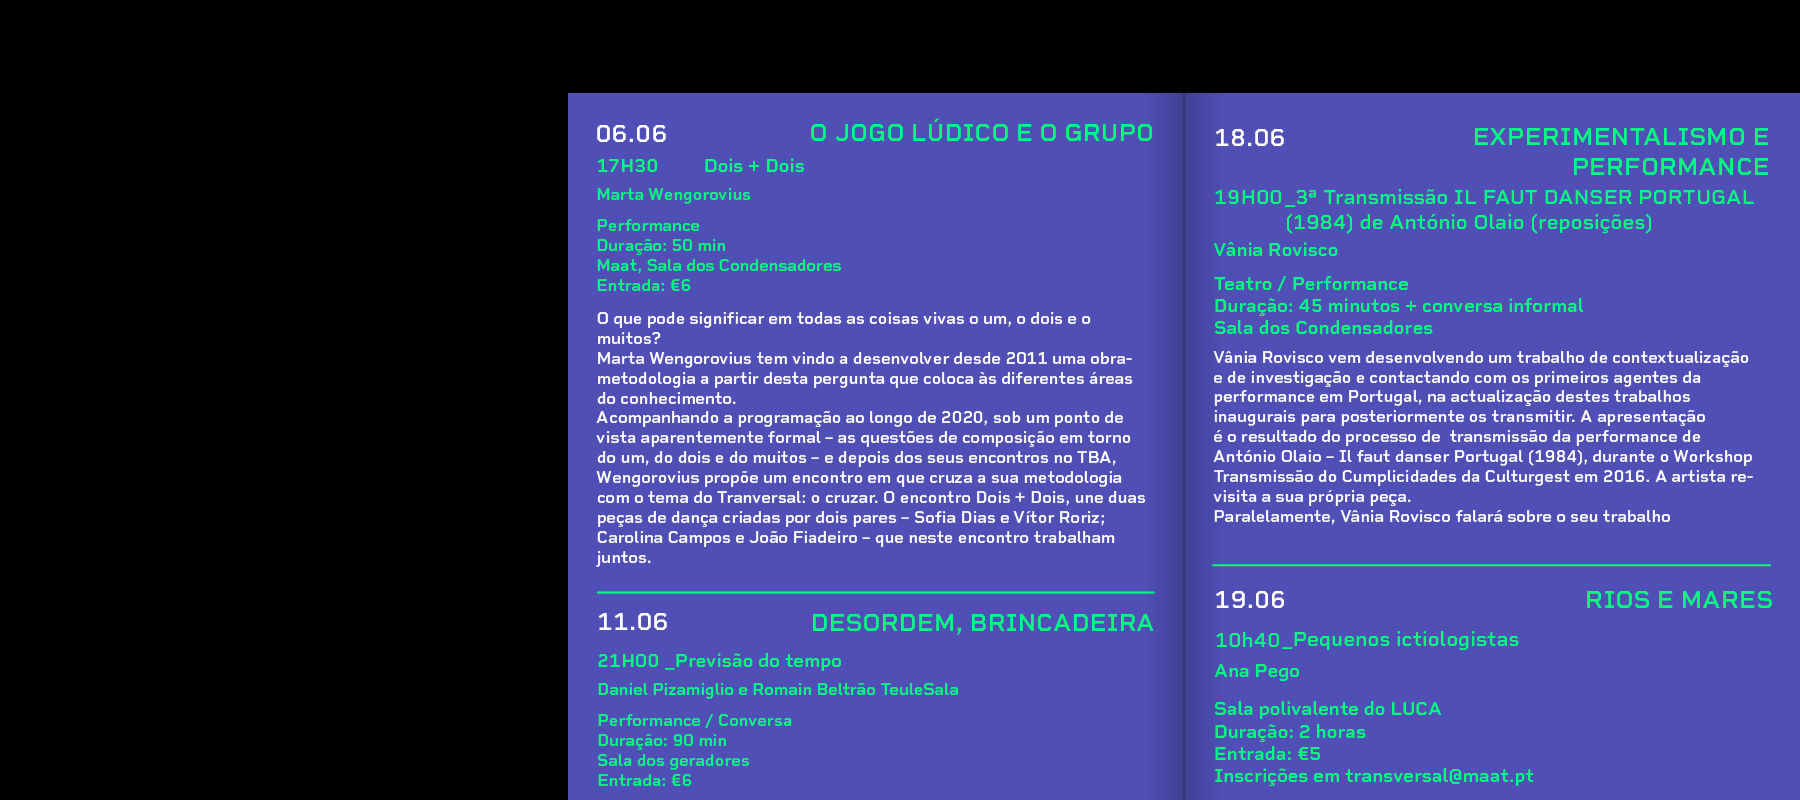 06.06
O JOGO LÚDICO E O GRUPO
17H30 Dois + Dois
Marta Wengorovius
Performance
Duração: 50 min
Maat, Sala dos Condensadores
Entrada: €6
O que pode significar em todas as coisas vivas o um, o dois e o
muitos?
Marta Wengorovius tem vindo a desenvolver desde 2011 uma obra-
metodologia a partir desta pergunta que coloca às diferentes áreas
do conhecimento.
Acompanhando a programação ao longo de 2020, sob um ponto de
vista aparentemente formal – as questões de composição em torno
do um, do dois e do muitos – e depois dos seus encontros no TBA,
Wengorovius propõe um encontro em que cruza a sua metodologia
com o tema do Tranversal: o cruzar. O encontro Dois + Dois, une duas
peças de dança criadas por dois pares – Sofia Dias e Vítor Roriz;
Carolina Campos e João Fiadeiro – que neste encontro trabalham
juntos.
11.06
DESORDEM, BRINCADEIRA
21H00 _Previsão do tempo
Daniel Pizamiglio e Romain Beltrão TeuleSala
Performance / Conversa
Duração: 90 min
Sala dos geradores
Entrada: €6
18.06
EXPERIMENTALISMO E
PERFORMANCE
19H00_3ª Transmissão IL FAUT DANSER PORTUGAL
(1984) de António Olaio (reposições)
Vânia Rovisco
Teatro / Performance
Duração: 45 minutos + conversa informal
Sala dos Condensadores
Vânia Rovisco vem desenvolvendo um trabalho de contextualização
e de investigação e contactando com os primeiros agentes da
performance em Portugal, na actualização destes trabalhos
inaugurais para posteriormente os transmitir. A apresentação
é o resultado do processo de  transmissão da performance de
António Olaio – Il faut danser Portugal (1984), durante o Workshop
Transmissão do Cumplicidades da Culturgest em 2016. A artista re-
visita a sua própria peça.
Paralelamente, Vânia Rovisco falará sobre o seu trabalho
19.06
RIOS E MARES
10h40_Pequenos ictiologistas
Ana Pego
Sala polivalente do LUCA
Duração: 2 horas
Entrada: €5
Inscrições em transversal@maat.pt